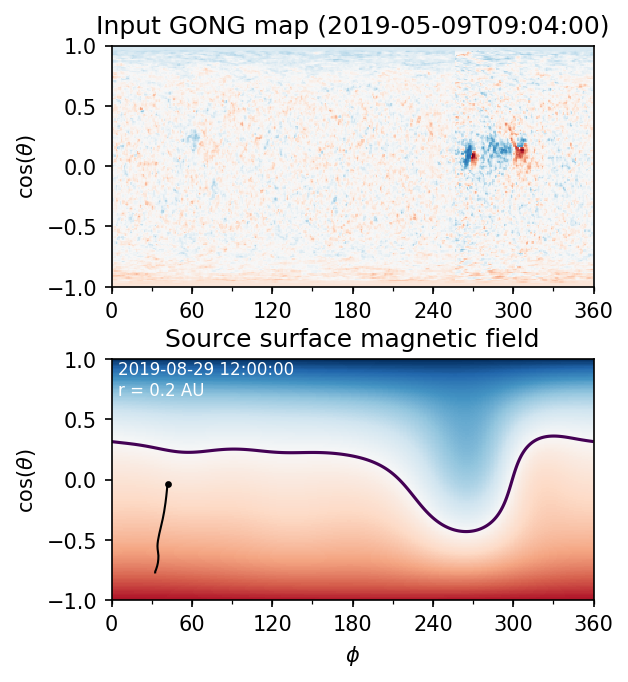 Input GONG map (2019-05-09T09:04:00)
1.0
0.5
0.0
−0.5
−1.0
cos(θ)
0 60 120 180 240 300 360
Source surface magnetic field
2019-08-29 12:00:00
r = 0.2 AU
1.0
0.5
0.0
−0.5
−1.0
cos(θ)
0 60 120 180 240 300 360
ϕ